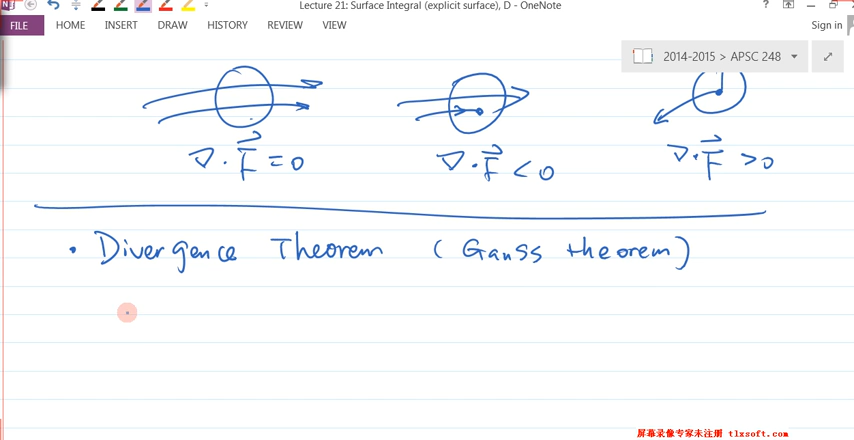 Lecture 21: Surface Integral (explicit surface), D - OneNote
FILE HOME INSERT DRAW HISTORY REVIEW VIEW Sign in
2014-2015 > APSC 248
∇·F⃗ = 0 ∇·F⃗ < 0 ∇·F⃗ > 0
• Divergence Theorem (Gauss theorem)
屏幕录像专家未注册 tlxsoft.com